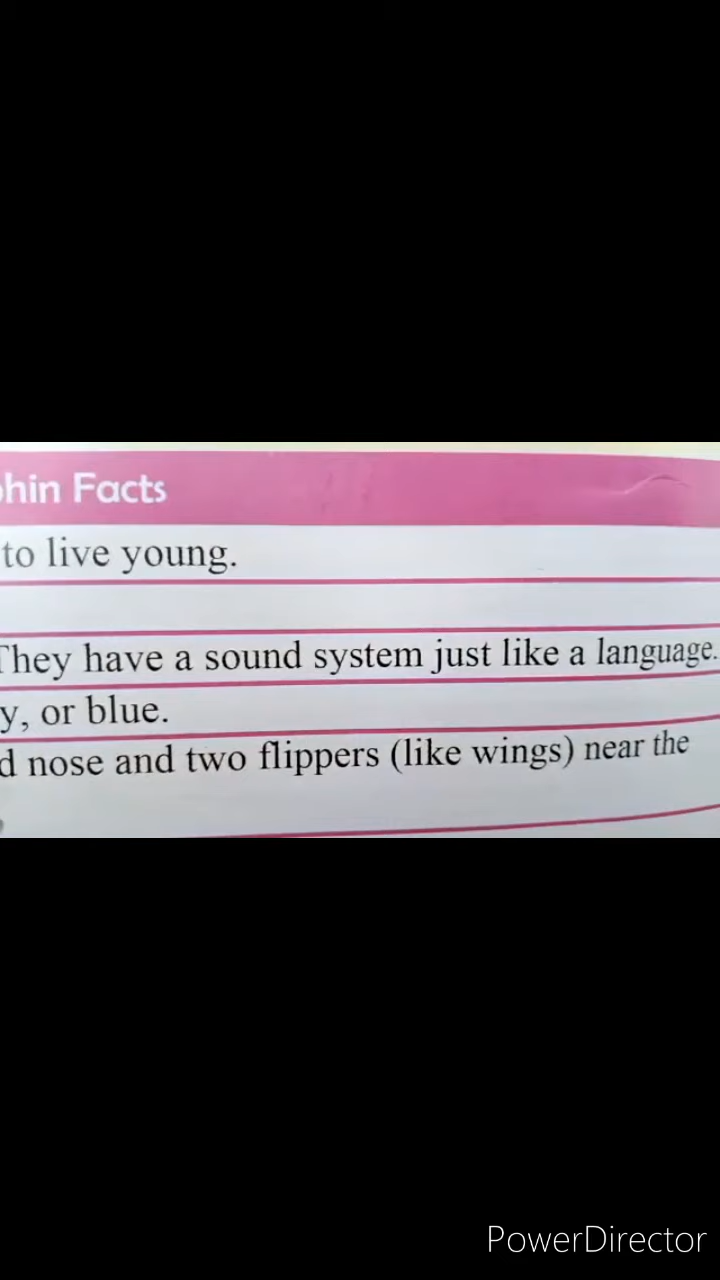 phin Facts
to live young.
They have a sound system just like a language.
y, or blue.
d nose and two flippers (like wings) near the
PowerDirector